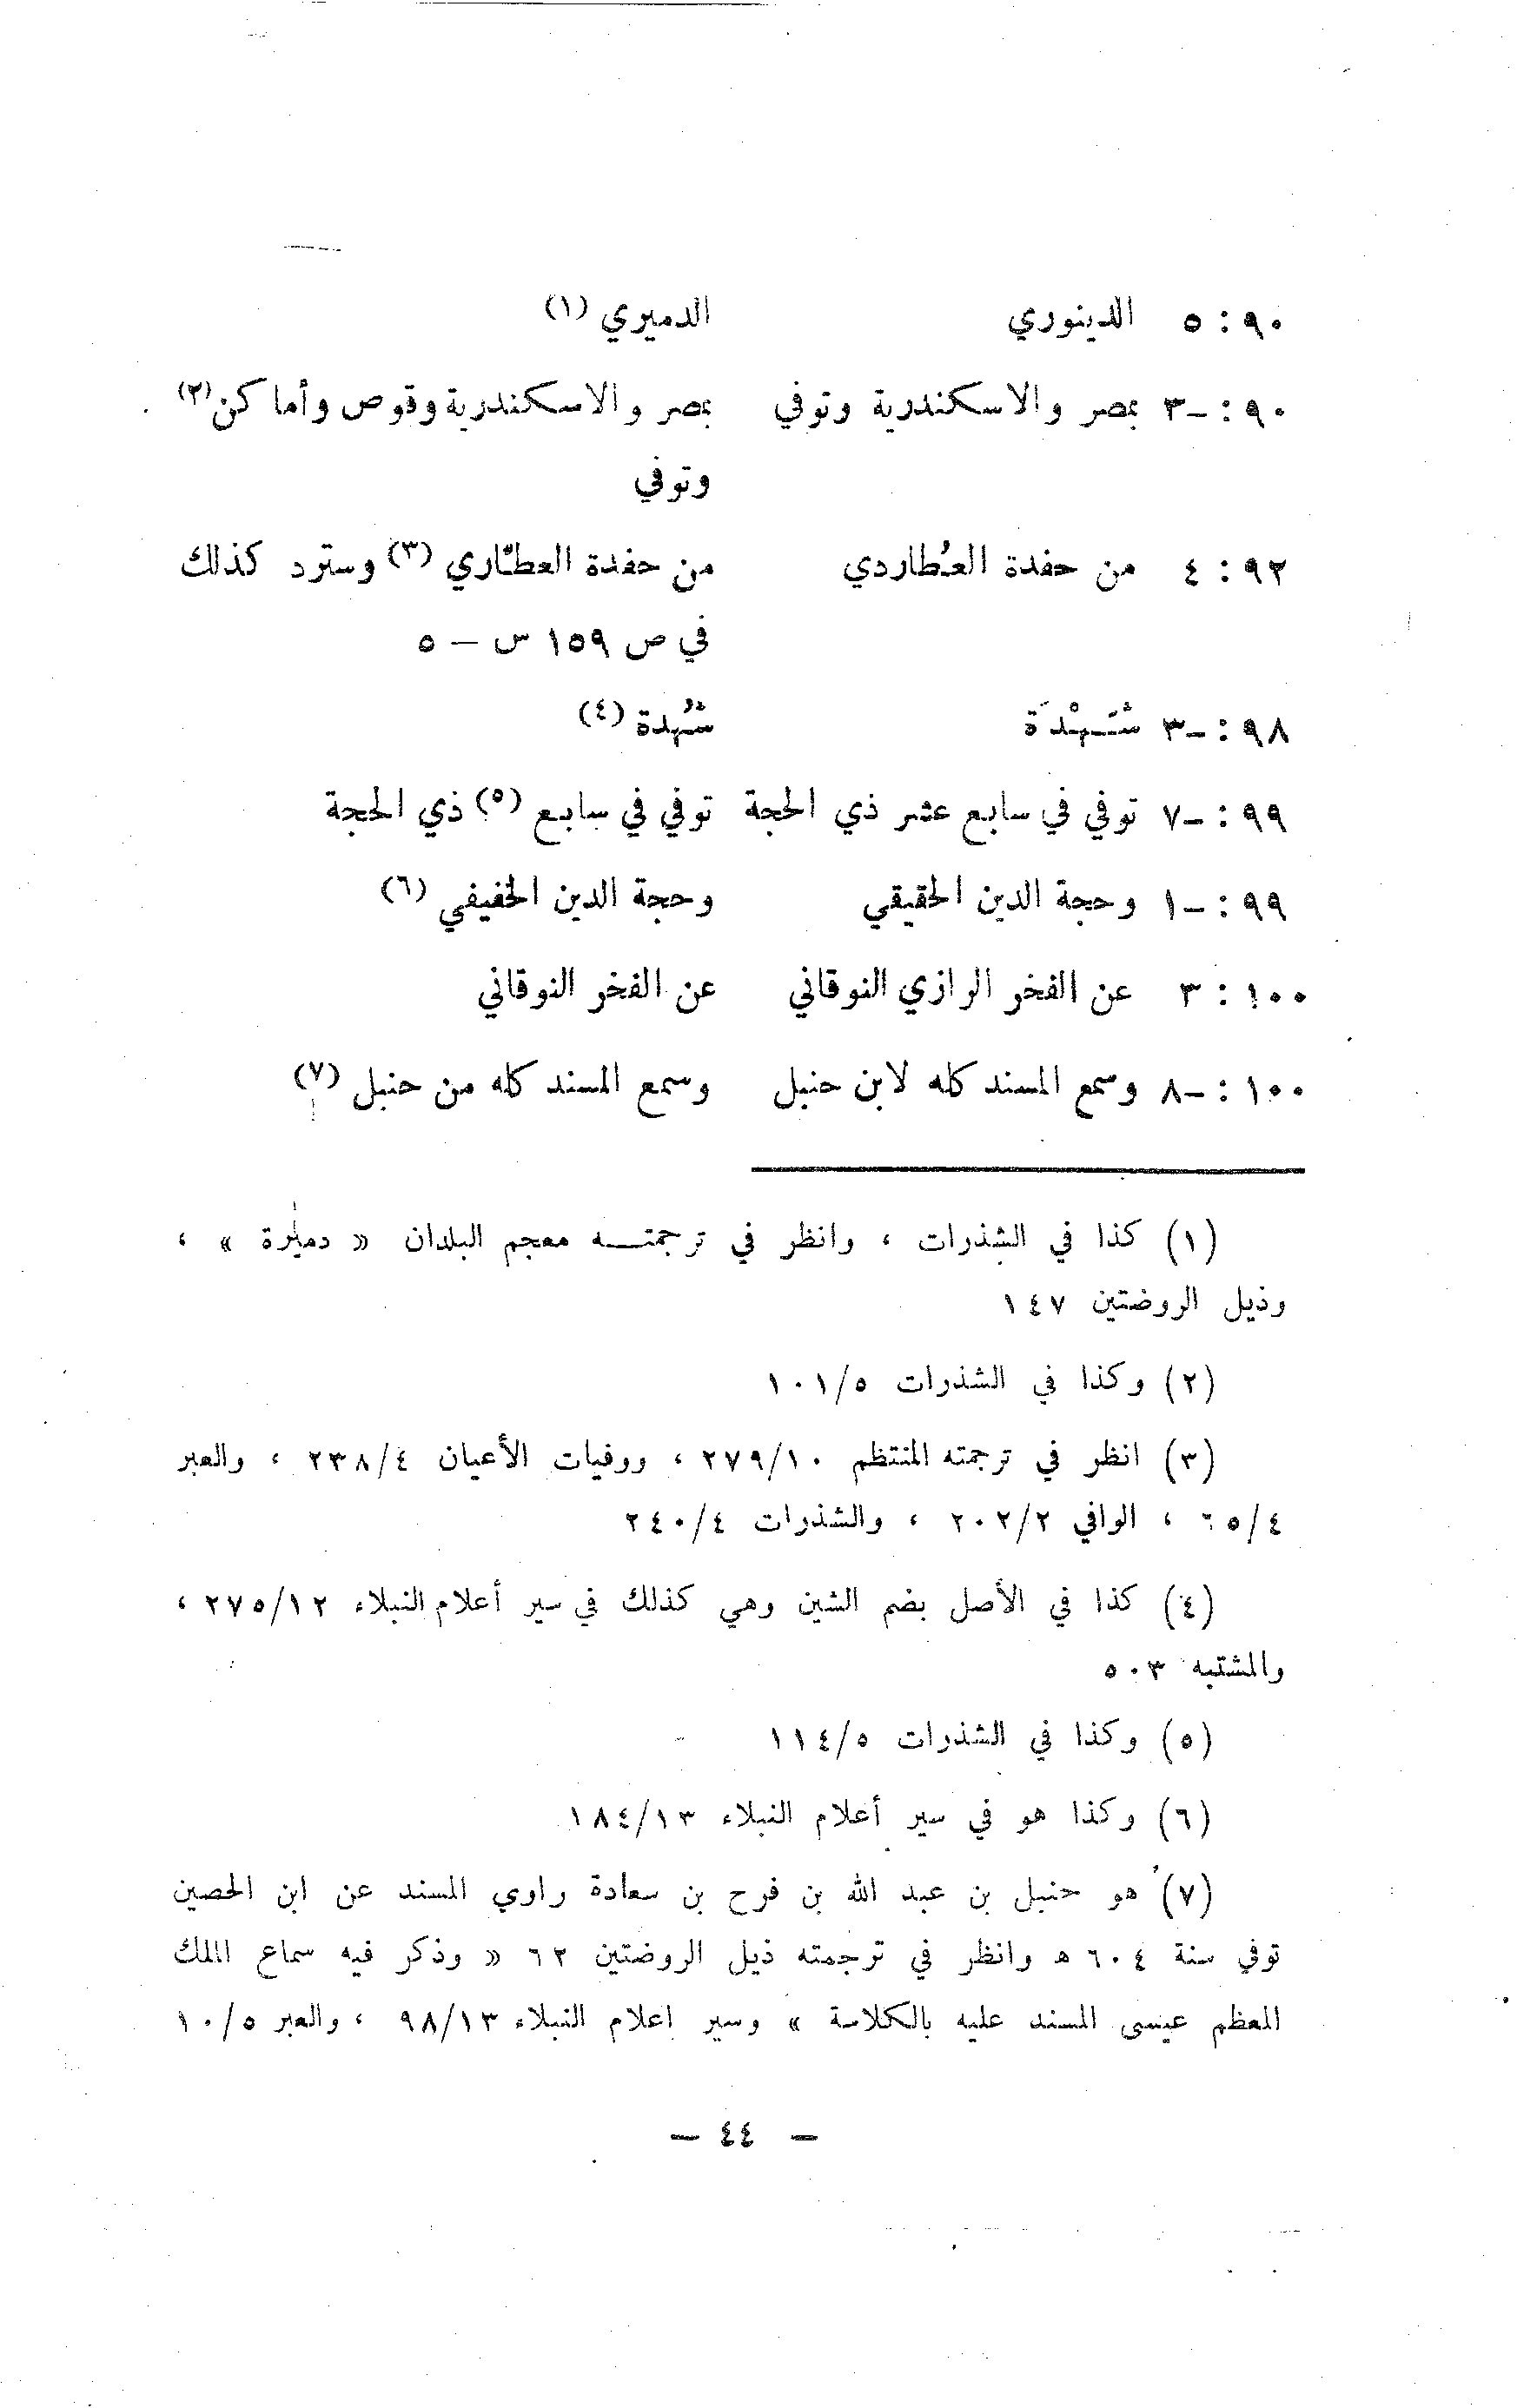 ٩٠ : ٥ الدينوري الدميري (١)
٩٠ : -٣ بمصر والاسكندرية وتوفي بمصر والاسكندرية وقوص وأماكن (٢)
وتوفي
٩٢ : ٤ من حفدة العُطاردي من حفدة العطّاري (٣) وسترد كذلك
في ص ١٥٩ س – ٥
٩٨ : -٣ شَهْدَة شُهدة (٤)
٩٩ : -٧ توفي في سابع عشر ذي الحجة توفي في سابع (٥) ذي الحجة
٩٩ : -١ وحجة الدين الحقيقي وحجة الدين الخفيفي (٦)
١٠٠ : ٣ عن الفخر الرازي النوقاني عن الفخر النوقاني
١٠٠ : -٨ وسمع المسند كله لابن حنبل وسمع المسند كله من حنبل (٧)
(١) كذا في الشذرات ، وانظر في ترجمتـه معجم البلدان « دميرة » ،
وذيل الروضتين ١٤٧
(٢) وكذا في الشذرات ١٠١/٥
(٣) انظر في ترجمته المنتظم ٢٧٩/١٠ ، ووفيات الأعيان ٢٣٨/٤ ، والعبر
٦٥/٤ ، الوافي ٢٠٢/٢ ، والشذرات ٢٤٠/٤
(٤) كذا في الأصل بضم الشين وهي كذلك في سير أعلام النبلاء ٢٧٥/١٢ ،
والمشتبه ٥٠٣
(٥) وكذا في الشذرات ١١٤/٥
(٦) وكذا هو في سير أعلام النبلاء ١٨٤/١٣
(٧) هو حنبل بن عبد الله بن فرح بن سعادة راوي المسند عن ابن الحصين
توفي سنة ٦٠٤ ه وانظر في ترجمته ذيل الروضتين ٦٢ « وذكر فيه سماع الملك
المعظم عيسى المسند عليه بالكلاسة » وسير اعلام النبلاء ٩٨/١٣ ، والعبر ١٠/٥
– ٤٤ –